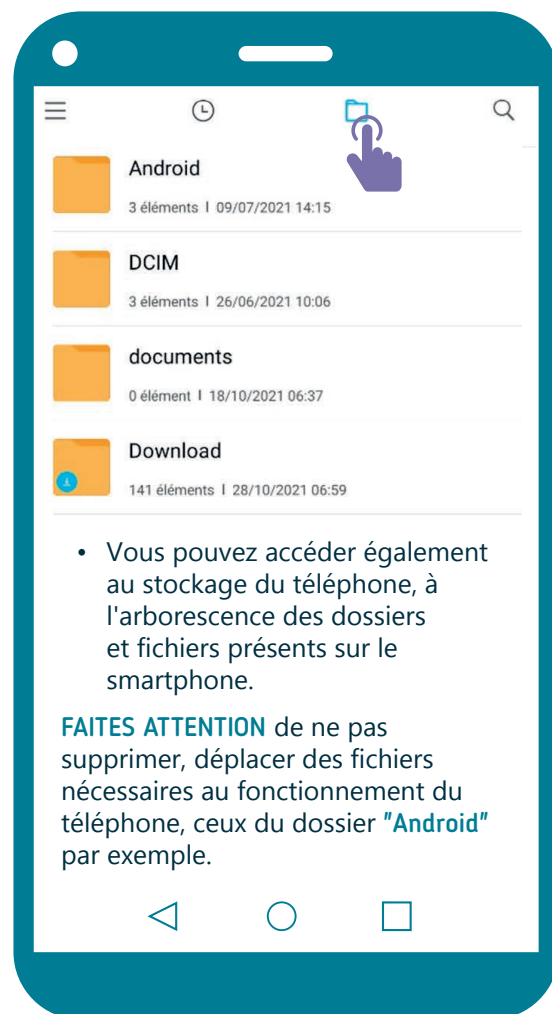 Android
3 éléments I 09/07/2021 14:15
DCIM
3 éléments I 26/06/2021 10:06
documents
0 élément I 18/10/2021 06:37
Download
141 éléments I 28/10/2021 06:59
• Vous pouvez accéder également
au stockage du téléphone, à
l'arborescence des dossiers
et fichiers présents sur le
smartphone.
FAITES ATTENTION de ne pas
supprimer, déplacer des fichiers
nécessaires au fonctionnement du
téléphone, ceux du dossier "Android"
par exemple.